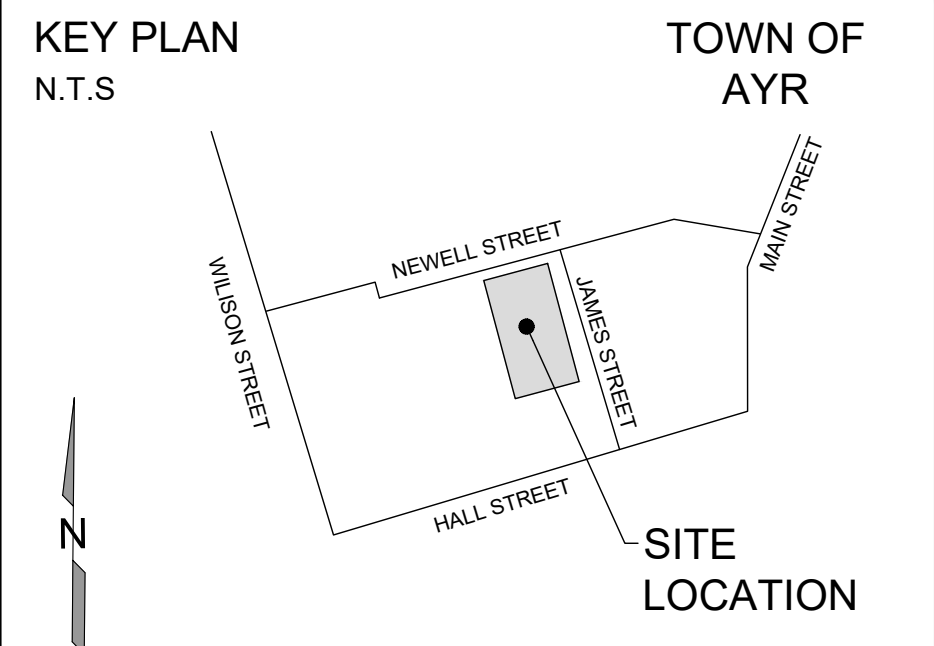 KEY PLAN
N.T.S
TOWN OF
AYR
MAIN STREET
NEWELL STREET
WILISON STREET
JAMES STREET
HALL STREET
N
SITE
LOCATION